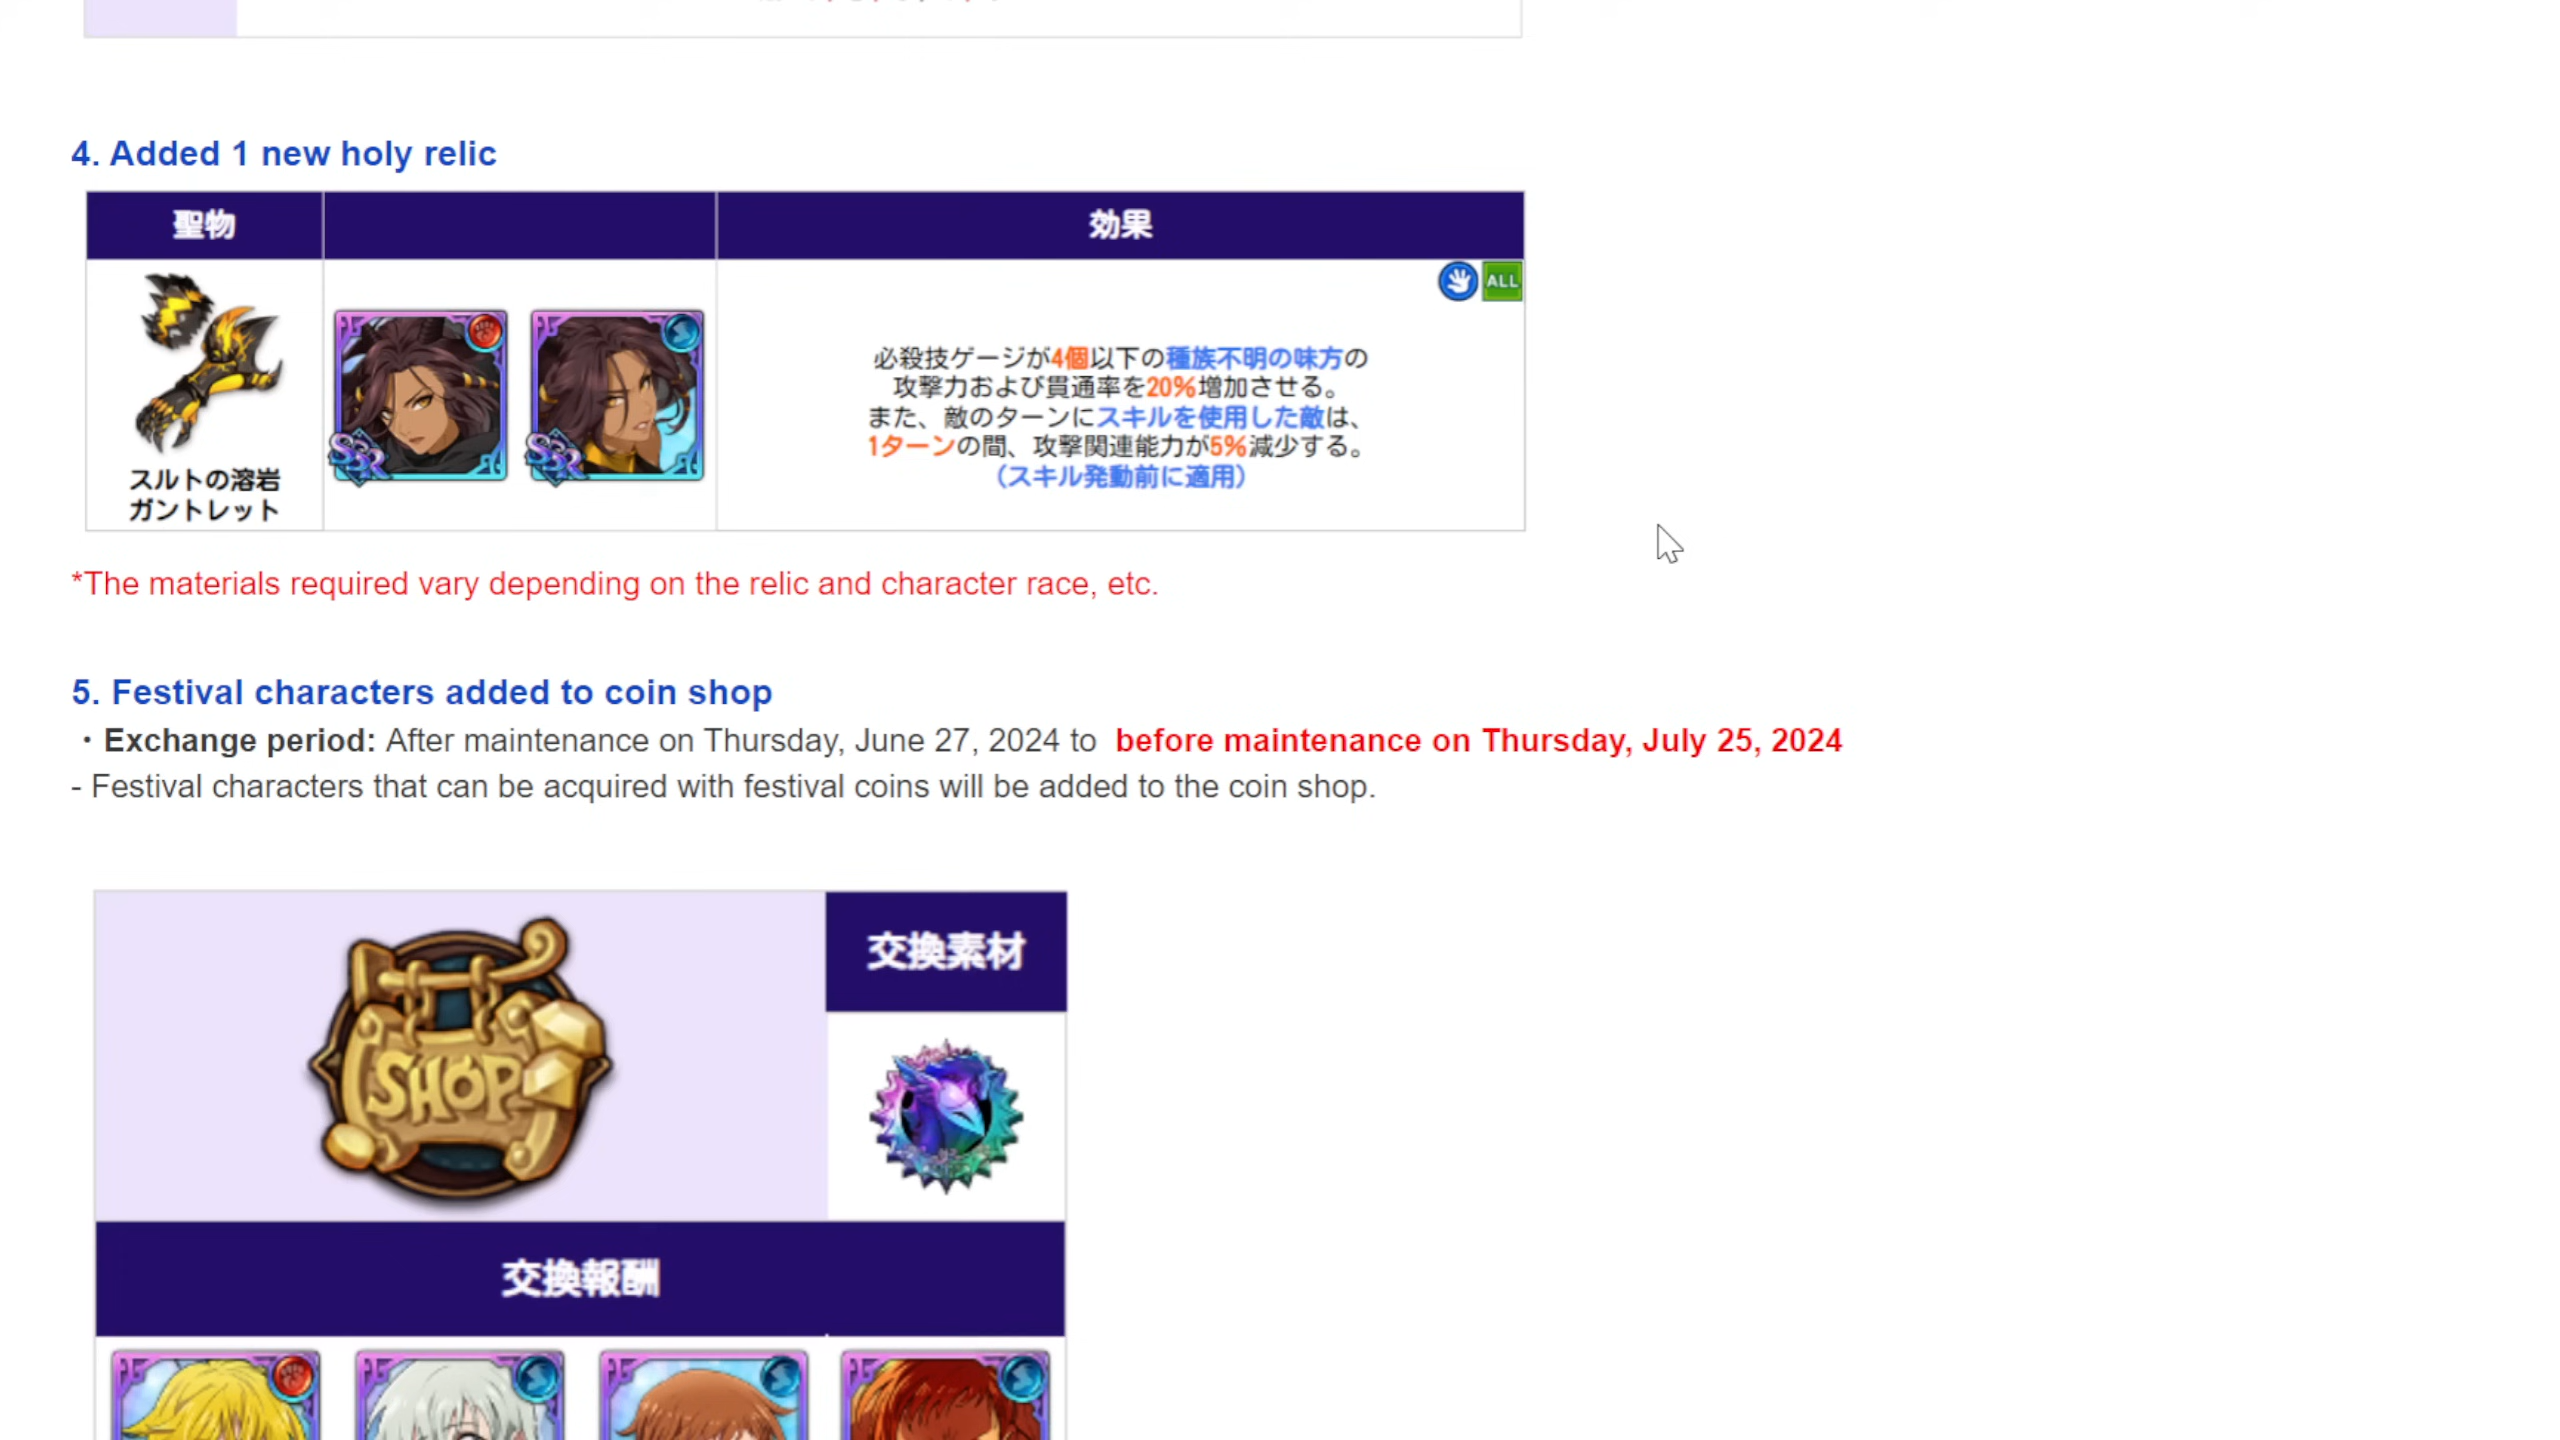 4. Added 1 new holy relic
聖物
効果
ALL
必殺技ゲージが4個以下の種族不明の味方の
攻撃力および貫通率を20%増加させる。
また、敵のターンにスキルを使用した敵は、
1ターンの間、攻撃関連能力が5%減少する。
（スキル発動前に適用）
SSR
SSR
スルトの溶岩
ガントレット
*The materials required vary depending on the relic and character race, etc.
5. Festival characters added to coin shop
・Exchange period: After maintenance on Thursday, June 27, 2024 to before maintenance on Thursday, July 25, 2024
- Festival characters that can be acquired with festival coins will be added to the coin shop.
交換素材
SHOP
交換報酬